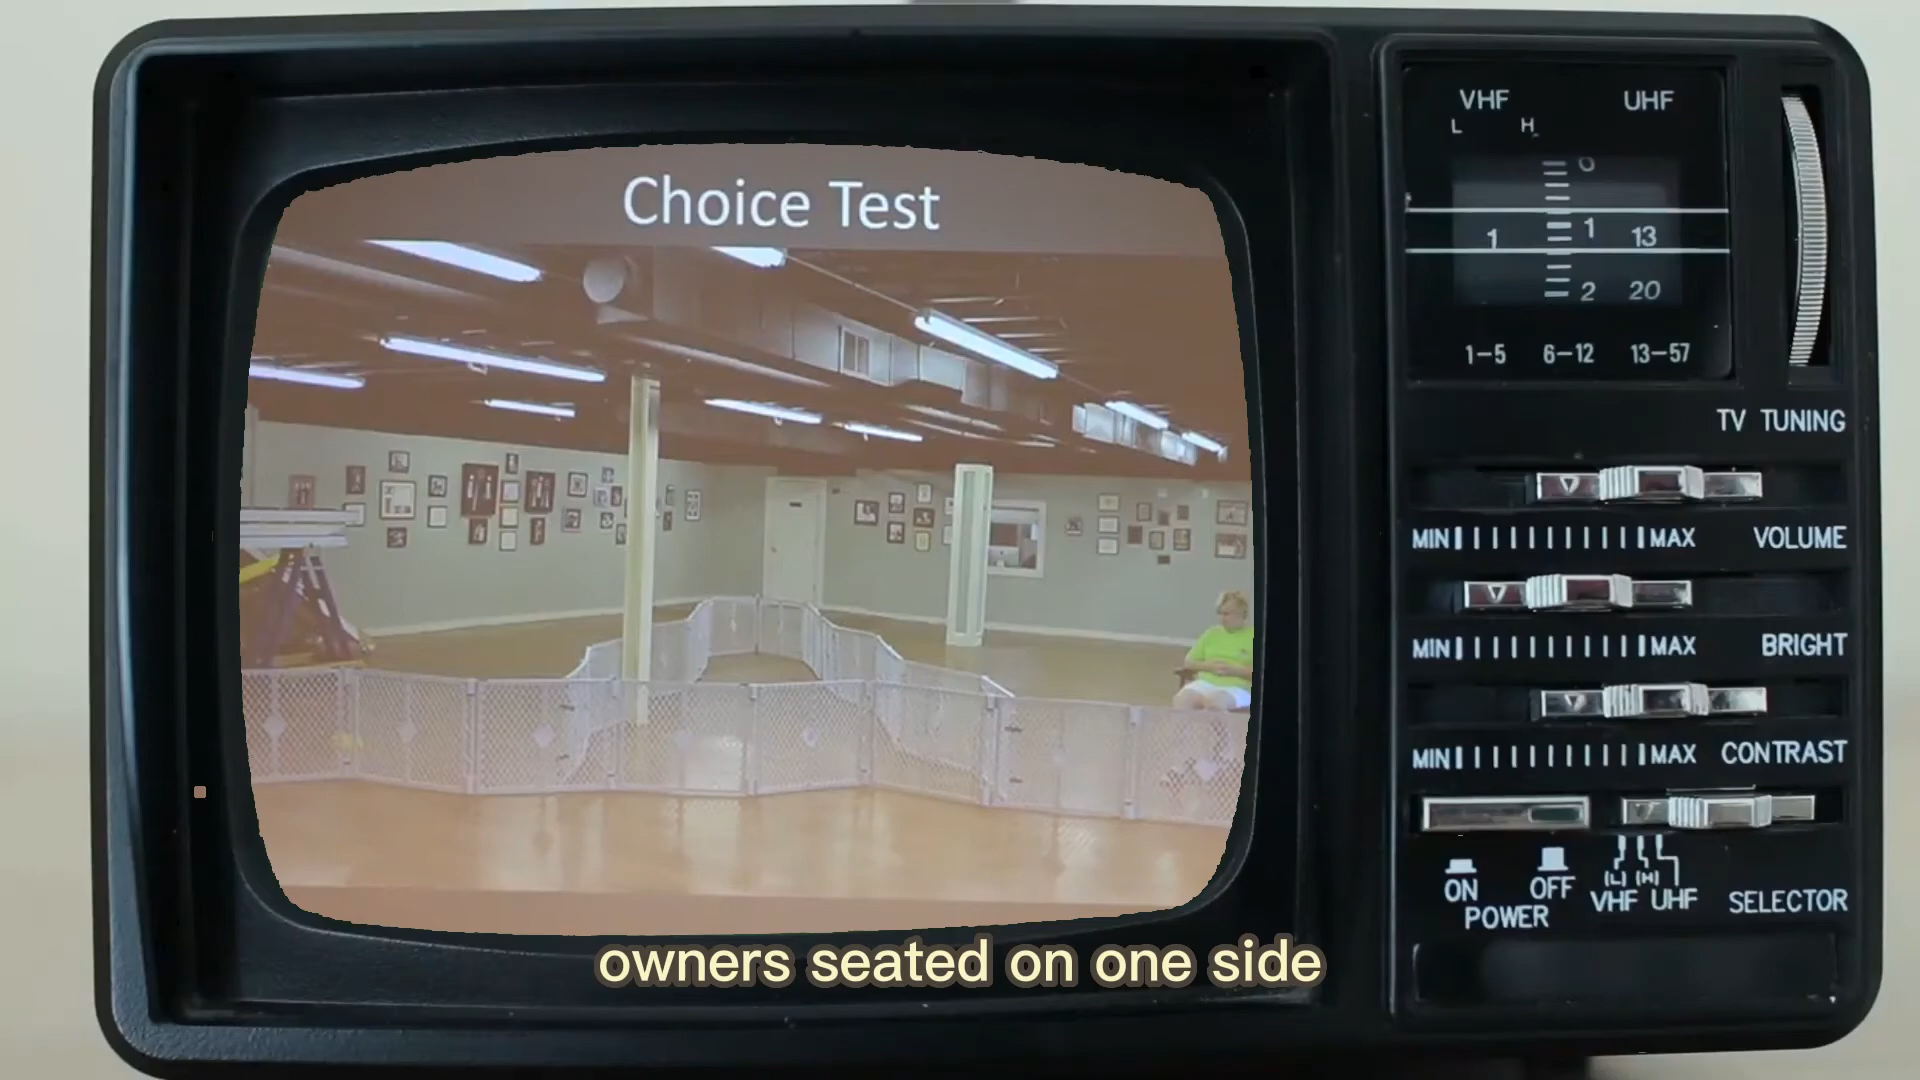 Choice Test
owners seated on one side
VHF UHF
L H
0
1 1 13
2 20
1-5 6-12 13-57
TV TUNING
MIN MAX VOLUME
MIN MAX BRIGHT
MIN MAX CONTRAST
ON OFF
POWER
(L) (H)
VHF UHF
SELECTOR